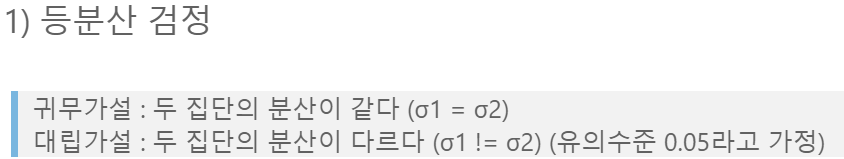 1) 등분산 검정
귀무가설 : 두 집단의 분산이 같다 (σ1 = σ2)
대립가설 : 두 집단의 분산이 다르다 (σ1 != σ2) (유의수준 0.05라고 가정)